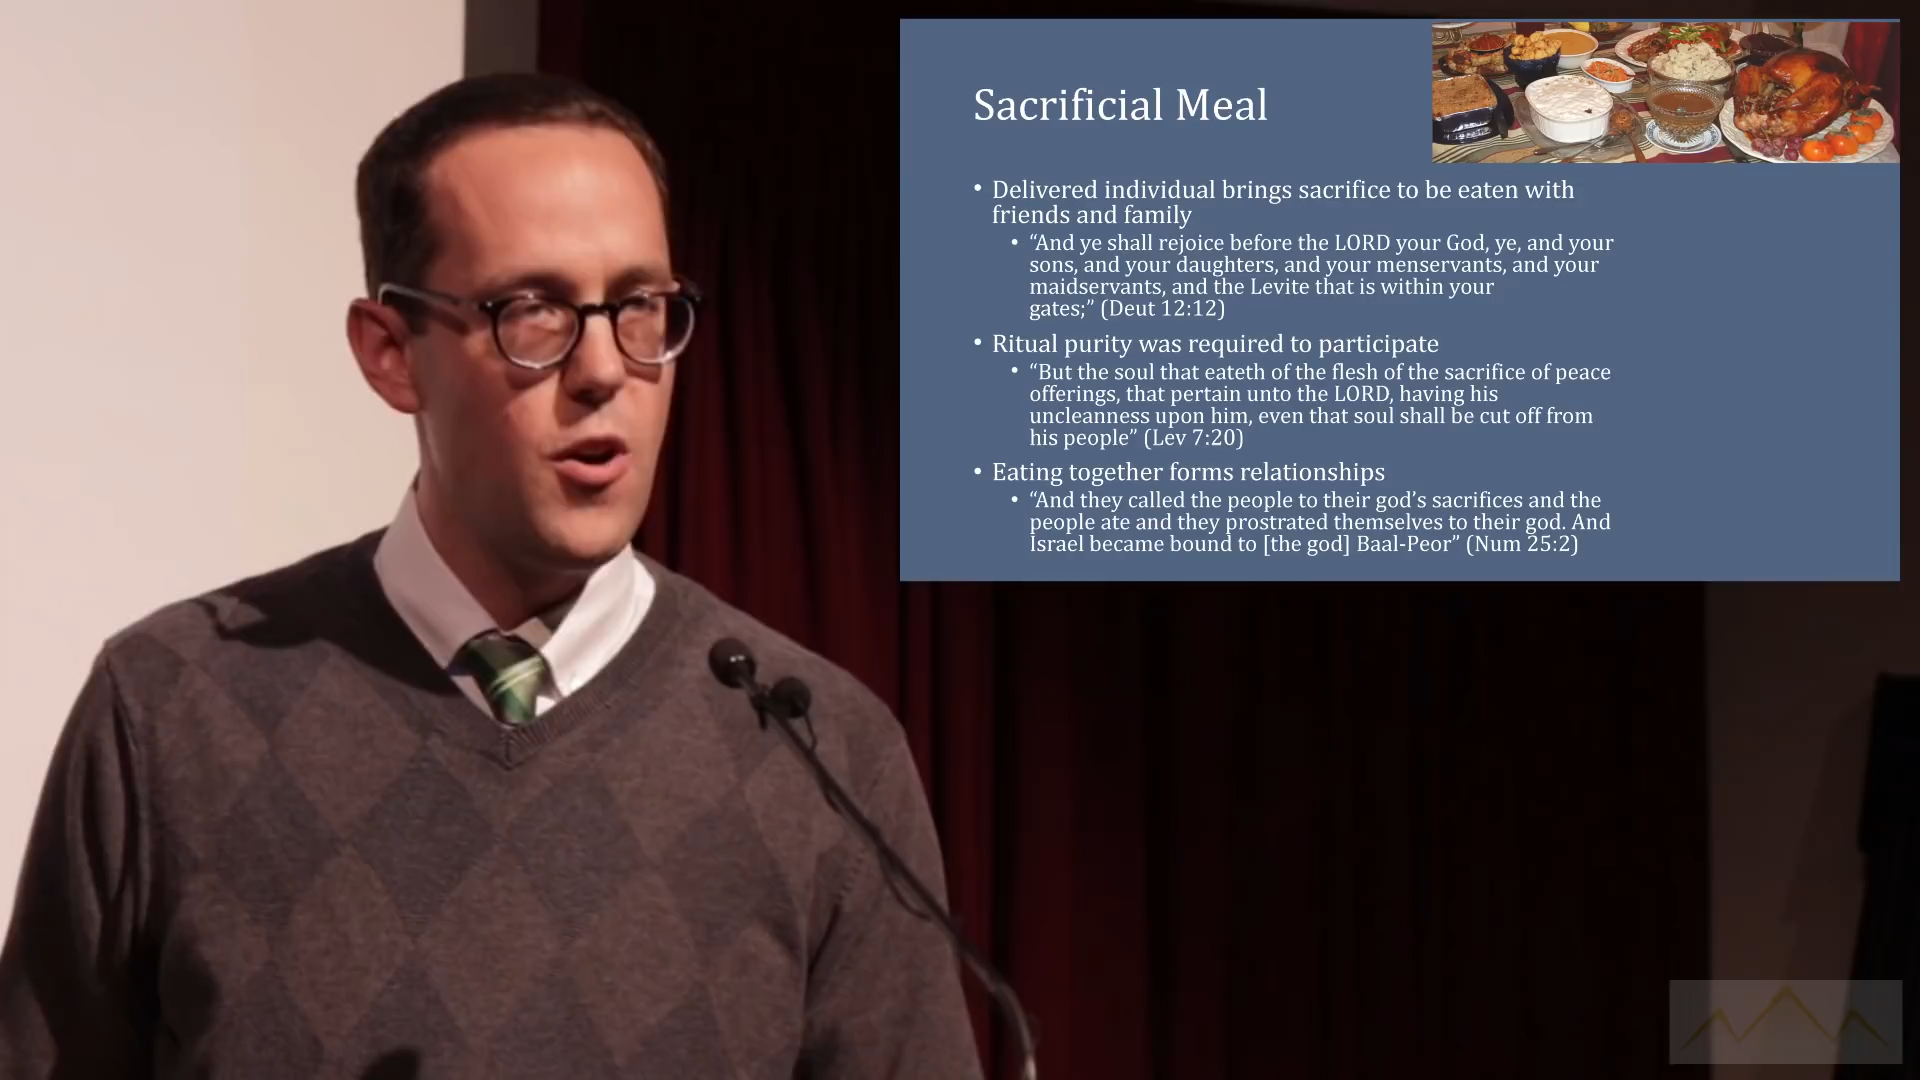 Sacrificial Meal
• Delivered individual brings sacrifice to be eaten with
friends and family
• “And ye shall rejoice before the LORD your God, ye, and your
sons, and your daughters, and your menservants, and your
maidservants, and the Levite that is within your
gates;” (Deut 12:12)
• Ritual purity was required to participate
• “But the soul that eateth of the flesh of the sacrifice of peace
offerings, that pertain unto the LORD, having his
uncleanness upon him, even that soul shall be cut off from
his people” (Lev 7:20)
• Eating together forms relationships
• “And they called the people to their god’s sacrifices and the
people ate and they prostrated themselves to their god. And
Israel became bound to [the god] Baal-Peor” (Num 25:2)